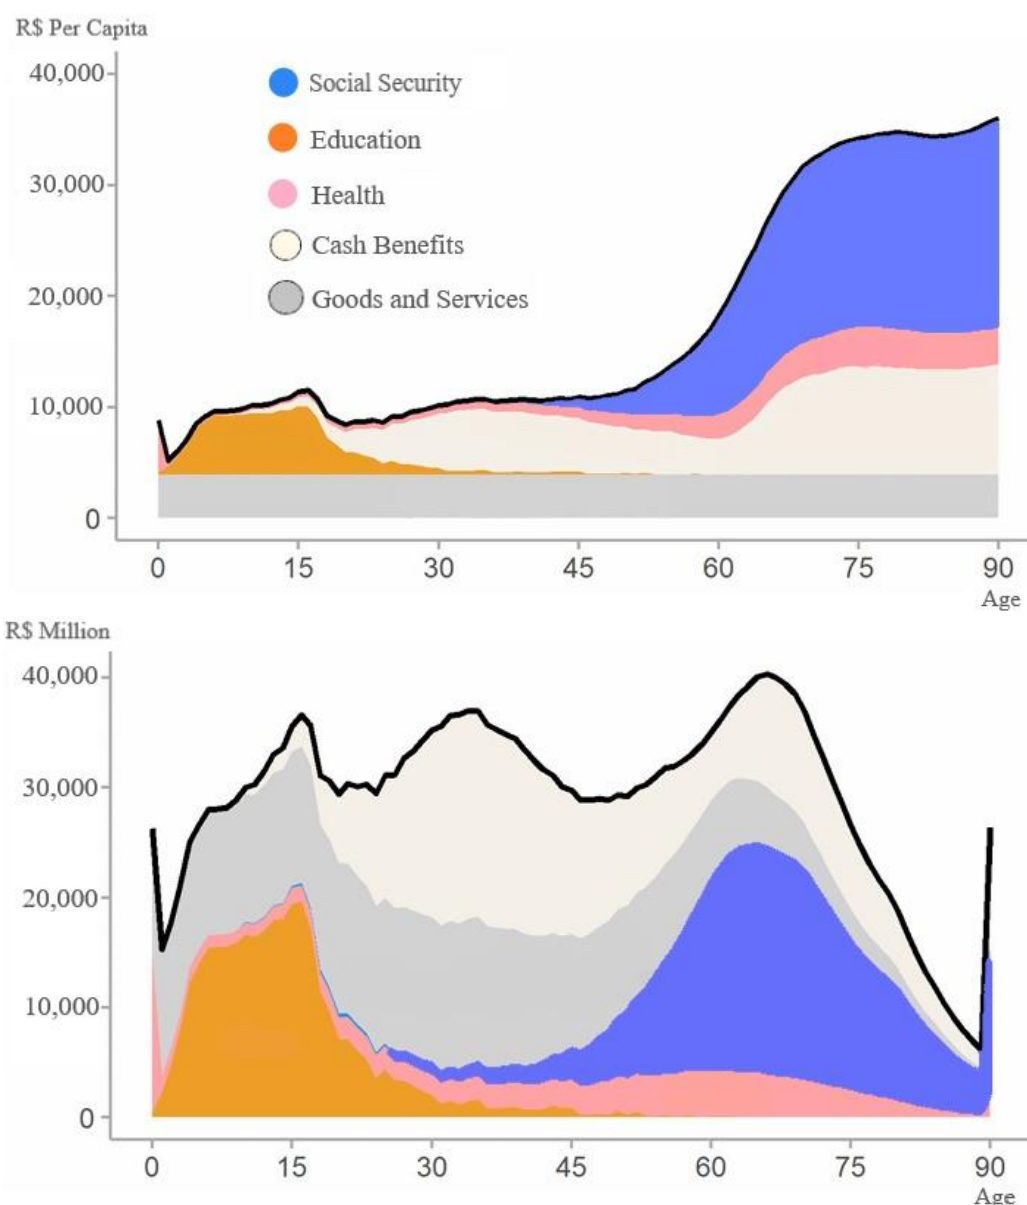 R$ Per Capita
40,000
Social Security
Education
30,000
Health
Cash Benefits
20,000
Goods and Services
10,000
0
0 15 30 45 60 75 90
Age
R$ Million
40,000
30,000
20,000
10,000
0
0 15 30 45 60 75 90
Age